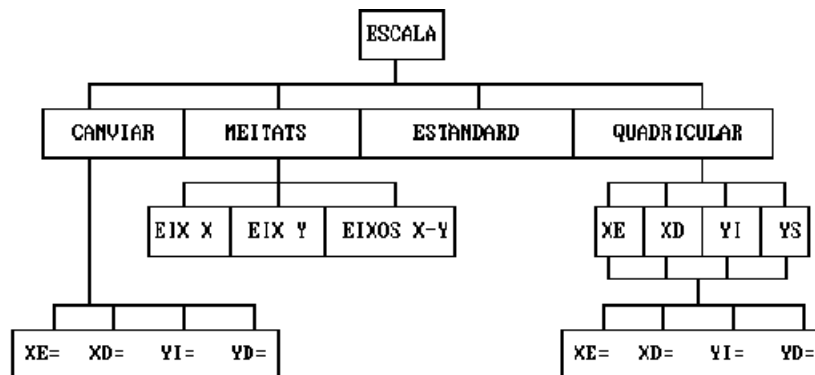 ESCALA
CANVIAR MEITATS ESTÀNDARD QUADRICULAR
EIX X EIX Y EIXOS X-Y XE XD YI YS
XE= XD= YI= YD= XE= XD= YI= YD=